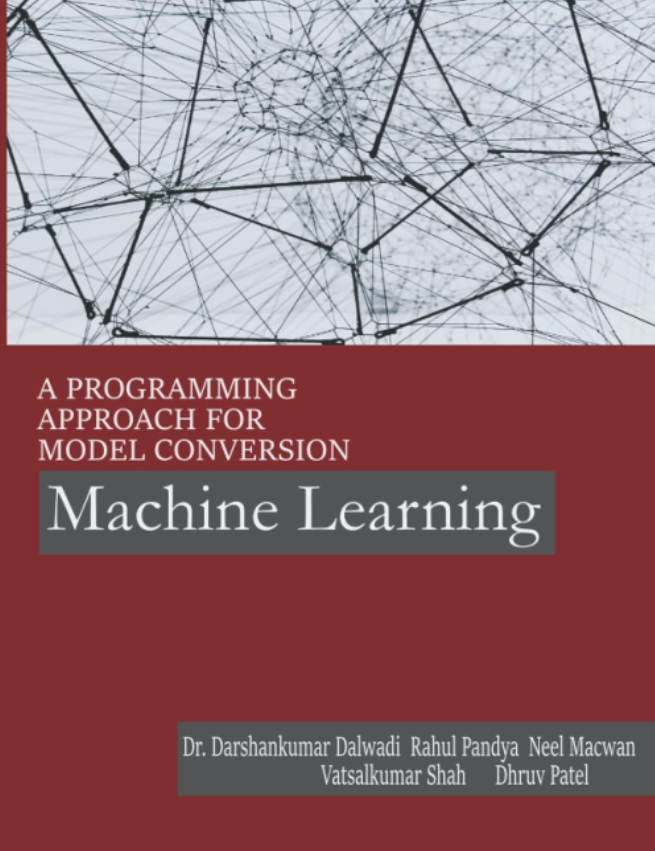 A PROGRAMMING
APPROACH FOR
MODEL CONVERSION
Machine Learning
Dr. Darshankumar Dalwadi Rahul Pandya Neel Macwan
Vatsalkumar Shah Dhruv Patel